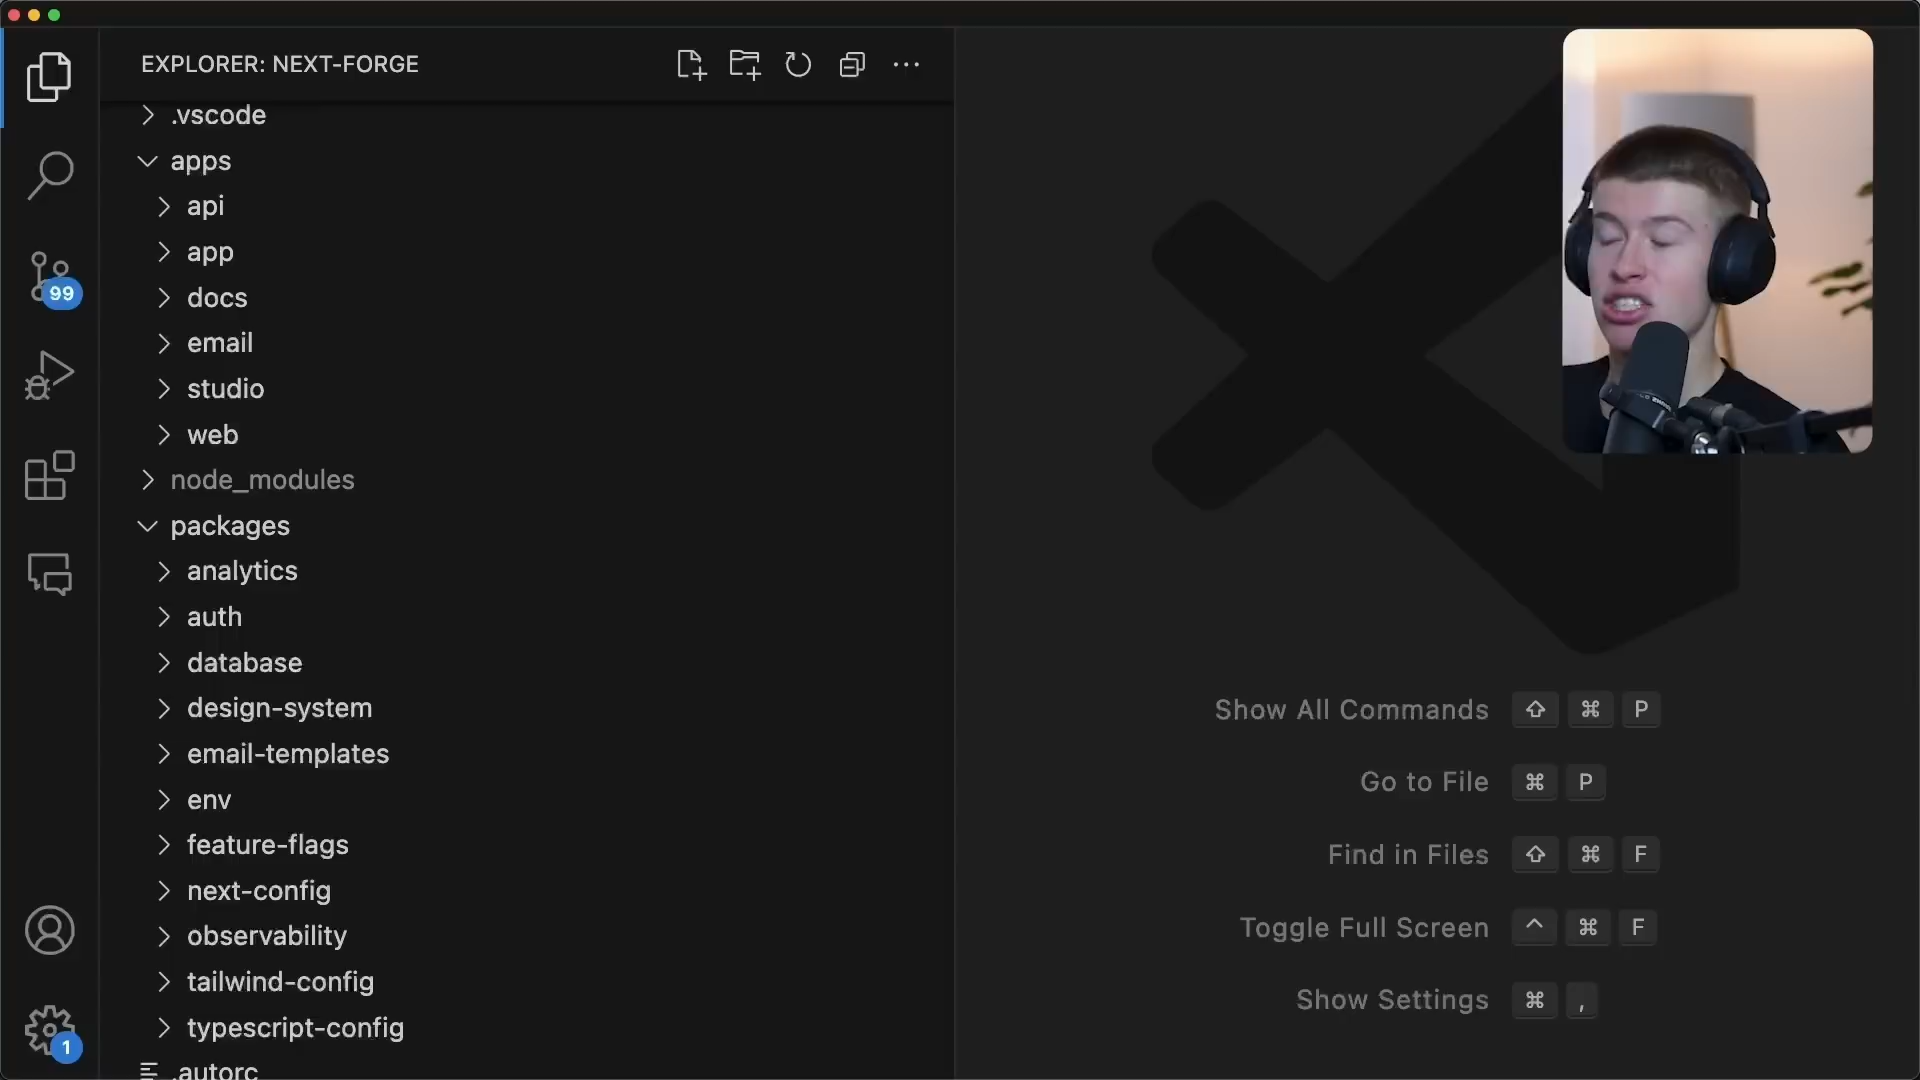 EXPLORER: NEXT-FORGE
.vscode
apps
api
app
docs
email
studio
web
node_modules
packages
analytics
auth
database
design-system
email-templates
env
feature-flags
next-config
observability
tailwind-config
typescript-config
.autorc
99
1
Show All Commands ⇧ ⌘ P
Go to File ⌘ P
Find in Files ⇧ ⌘ F
Toggle Full Screen ^ ⌘ F
Show Settings ⌘ ,